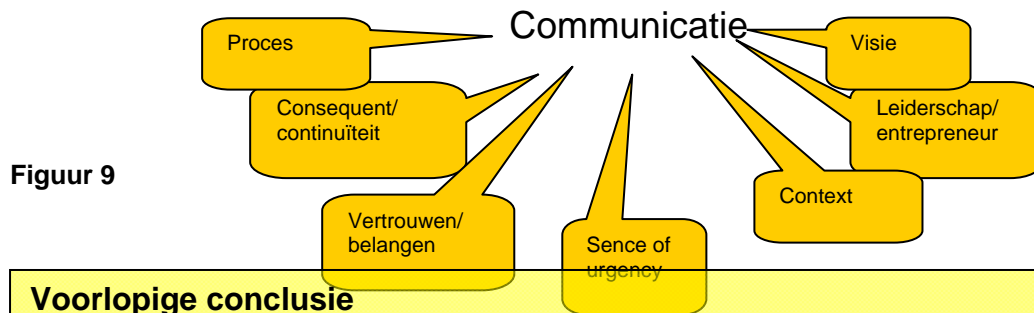 Communicatie
Proces
Visie
Consequent/
continuïteit
Leiderschap/
entrepreneur
Figuur 9
Context
Vertrouwen/
belangen
Sence of
urgency
Voorlopige conclusie